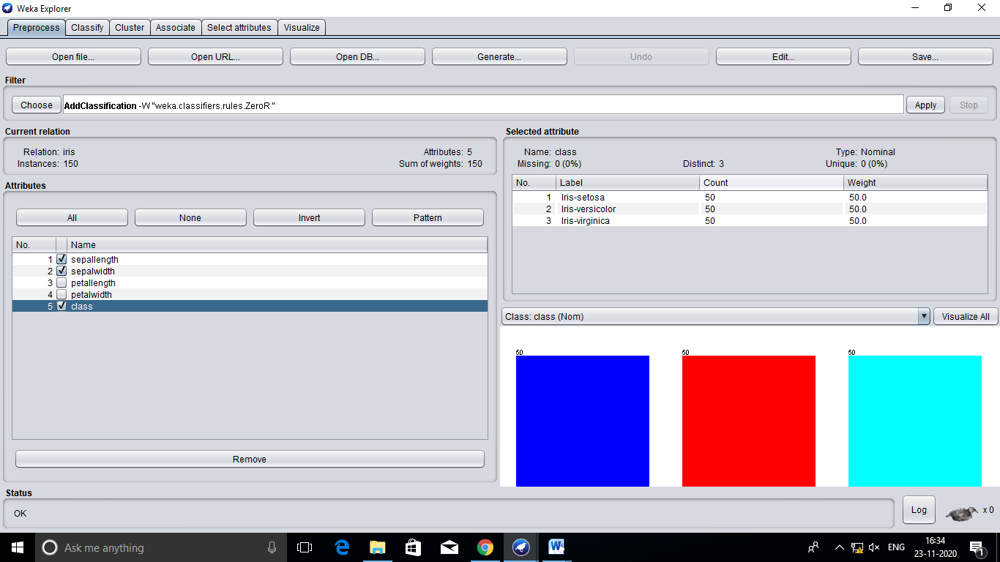 Weka Explorer
Preprocess Classify Cluster Associate Select attributes Visualize
Open file... Open URL... Open DB... Generate... Undo Edit... Save...
Filter
Choose AddClassification -W "weka.classifiers.rules.ZeroR " Apply Stop
Current relation
Relation: iris Attributes: 5
Instances: 150 Sum of weights: 150
Attributes
All None Invert Pattern
No. Name
1 sepallength
2 sepalwidth
3 petallength
4 petalwidth
5 class
Remove
Selected attribute
Name: class Type: Nominal
Missing: 0 (0%) Distinct: 3 Unique: 0 (0%)
No. Label Count Weight
1 Iris-setosa 50 50.0
2 Iris-versicolor 50 50.0
3 Iris-virginica 50 50.0
Class: class (Nom) Visualize All
50 50 50
Status
OK
Log x 0
Ask me anything
ENG
16:34
23-11-2020
1